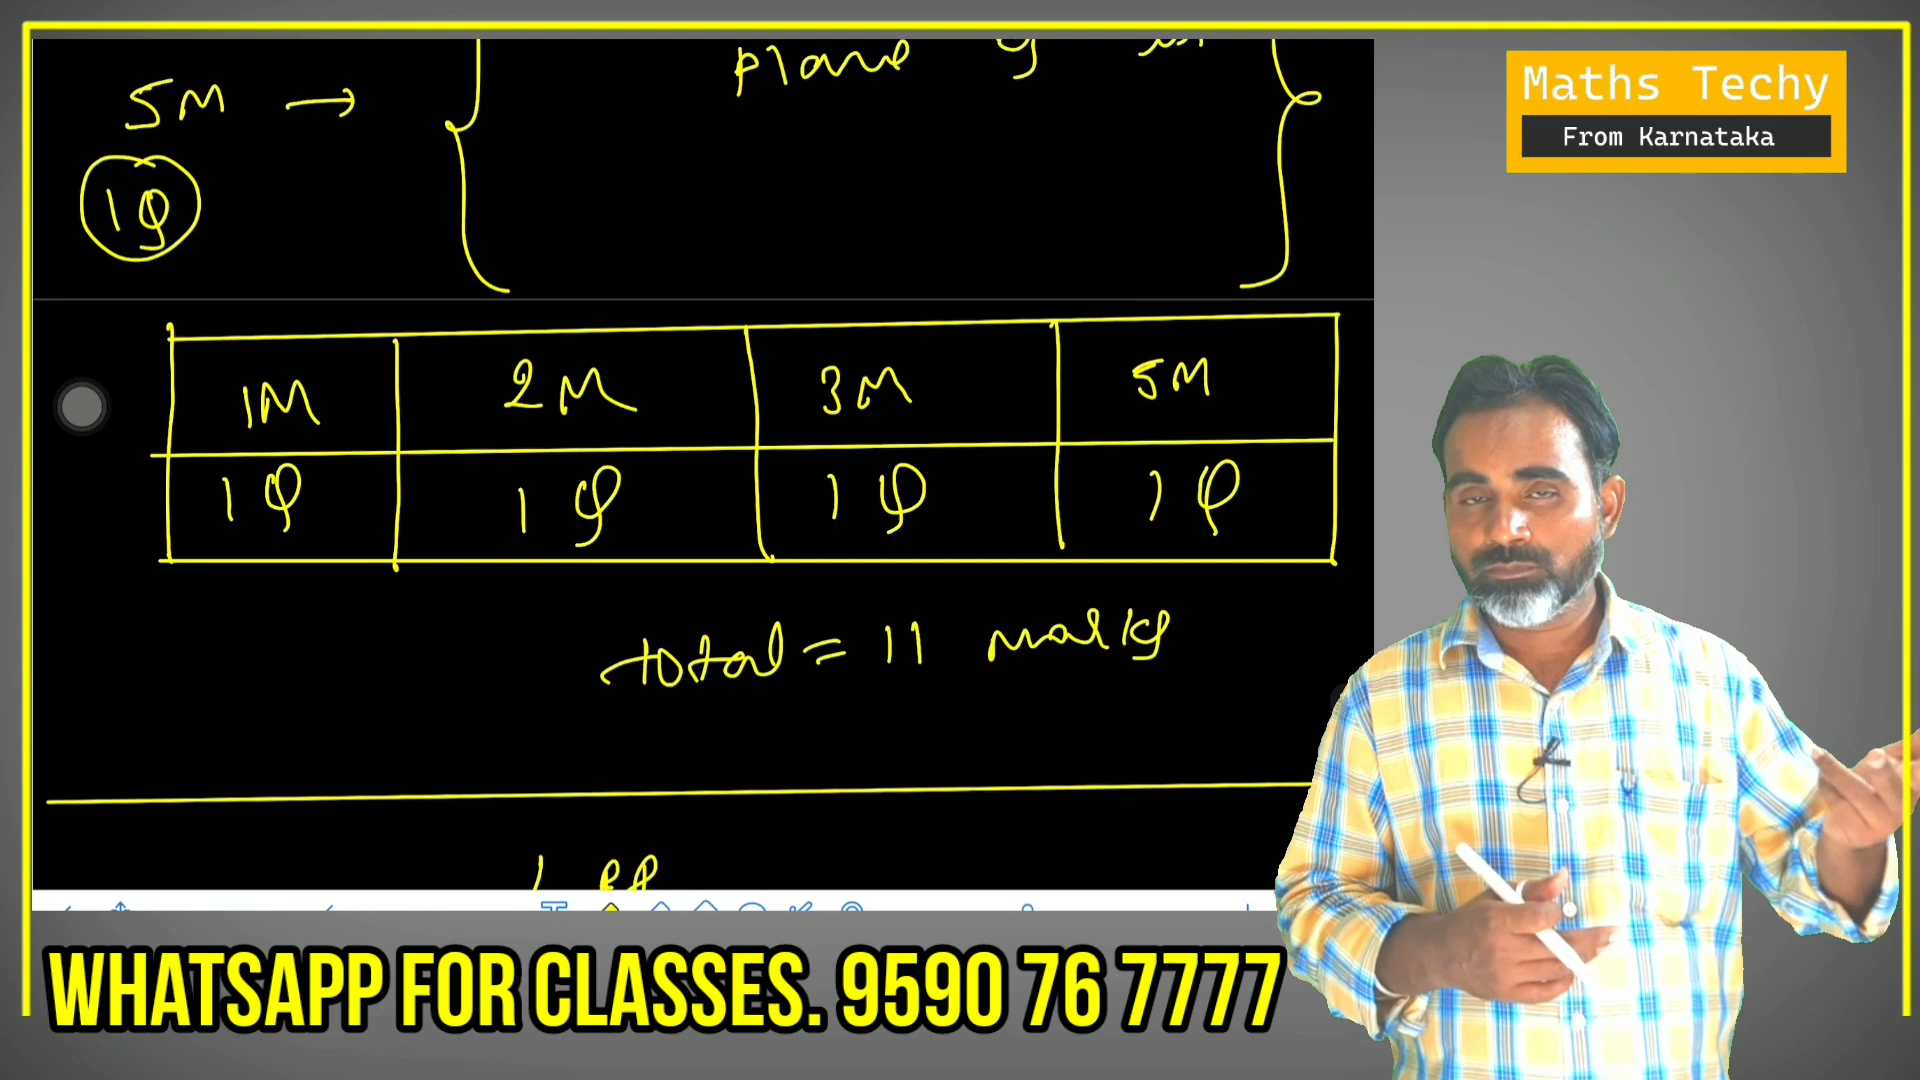 plane
5M →
1Q
1M 2M 3M 5M
1Q 1Q 1Q 1Q
total = 11 marks
Maths Techy
From Karnataka
WHATSAPP FOR CLASSES. 9590 76 7777